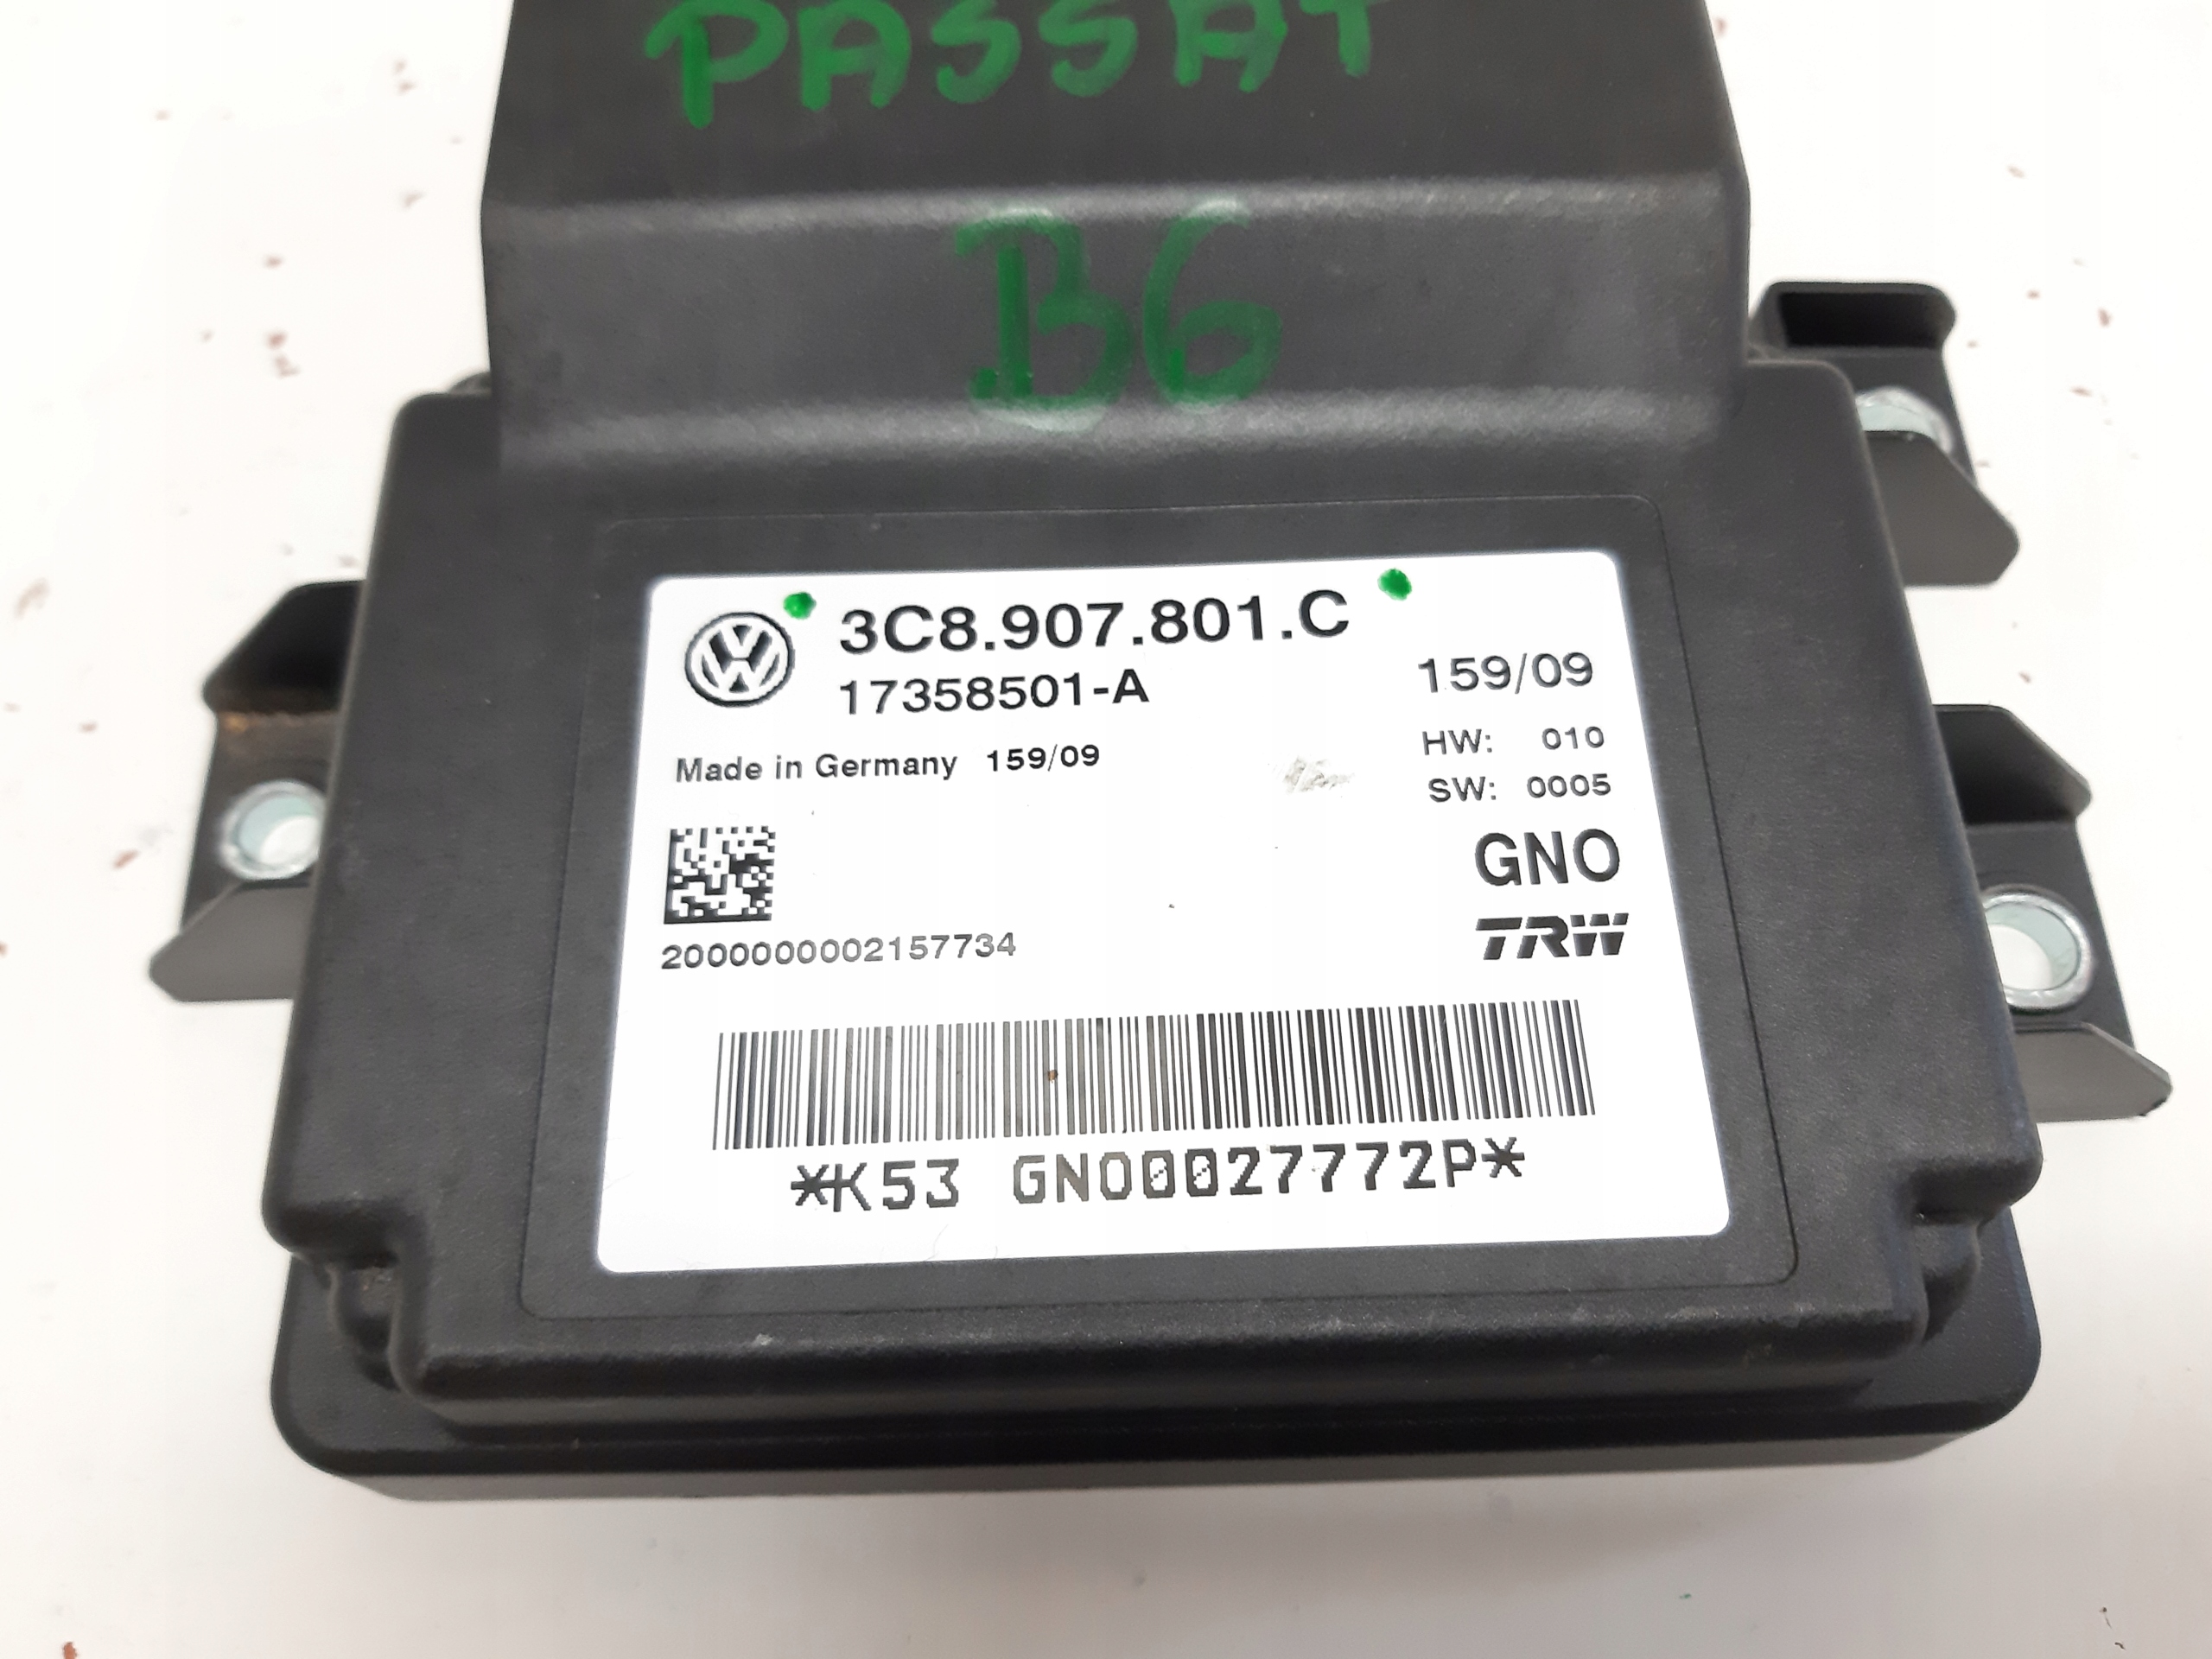 PASSAT
B6
3C8.907.801.C
17358501-A
159/09
Made in Germany 159/09
HW: 010
SW: 0005
GNO
TRW
2000000002157734
*K53 GNO0027772P*